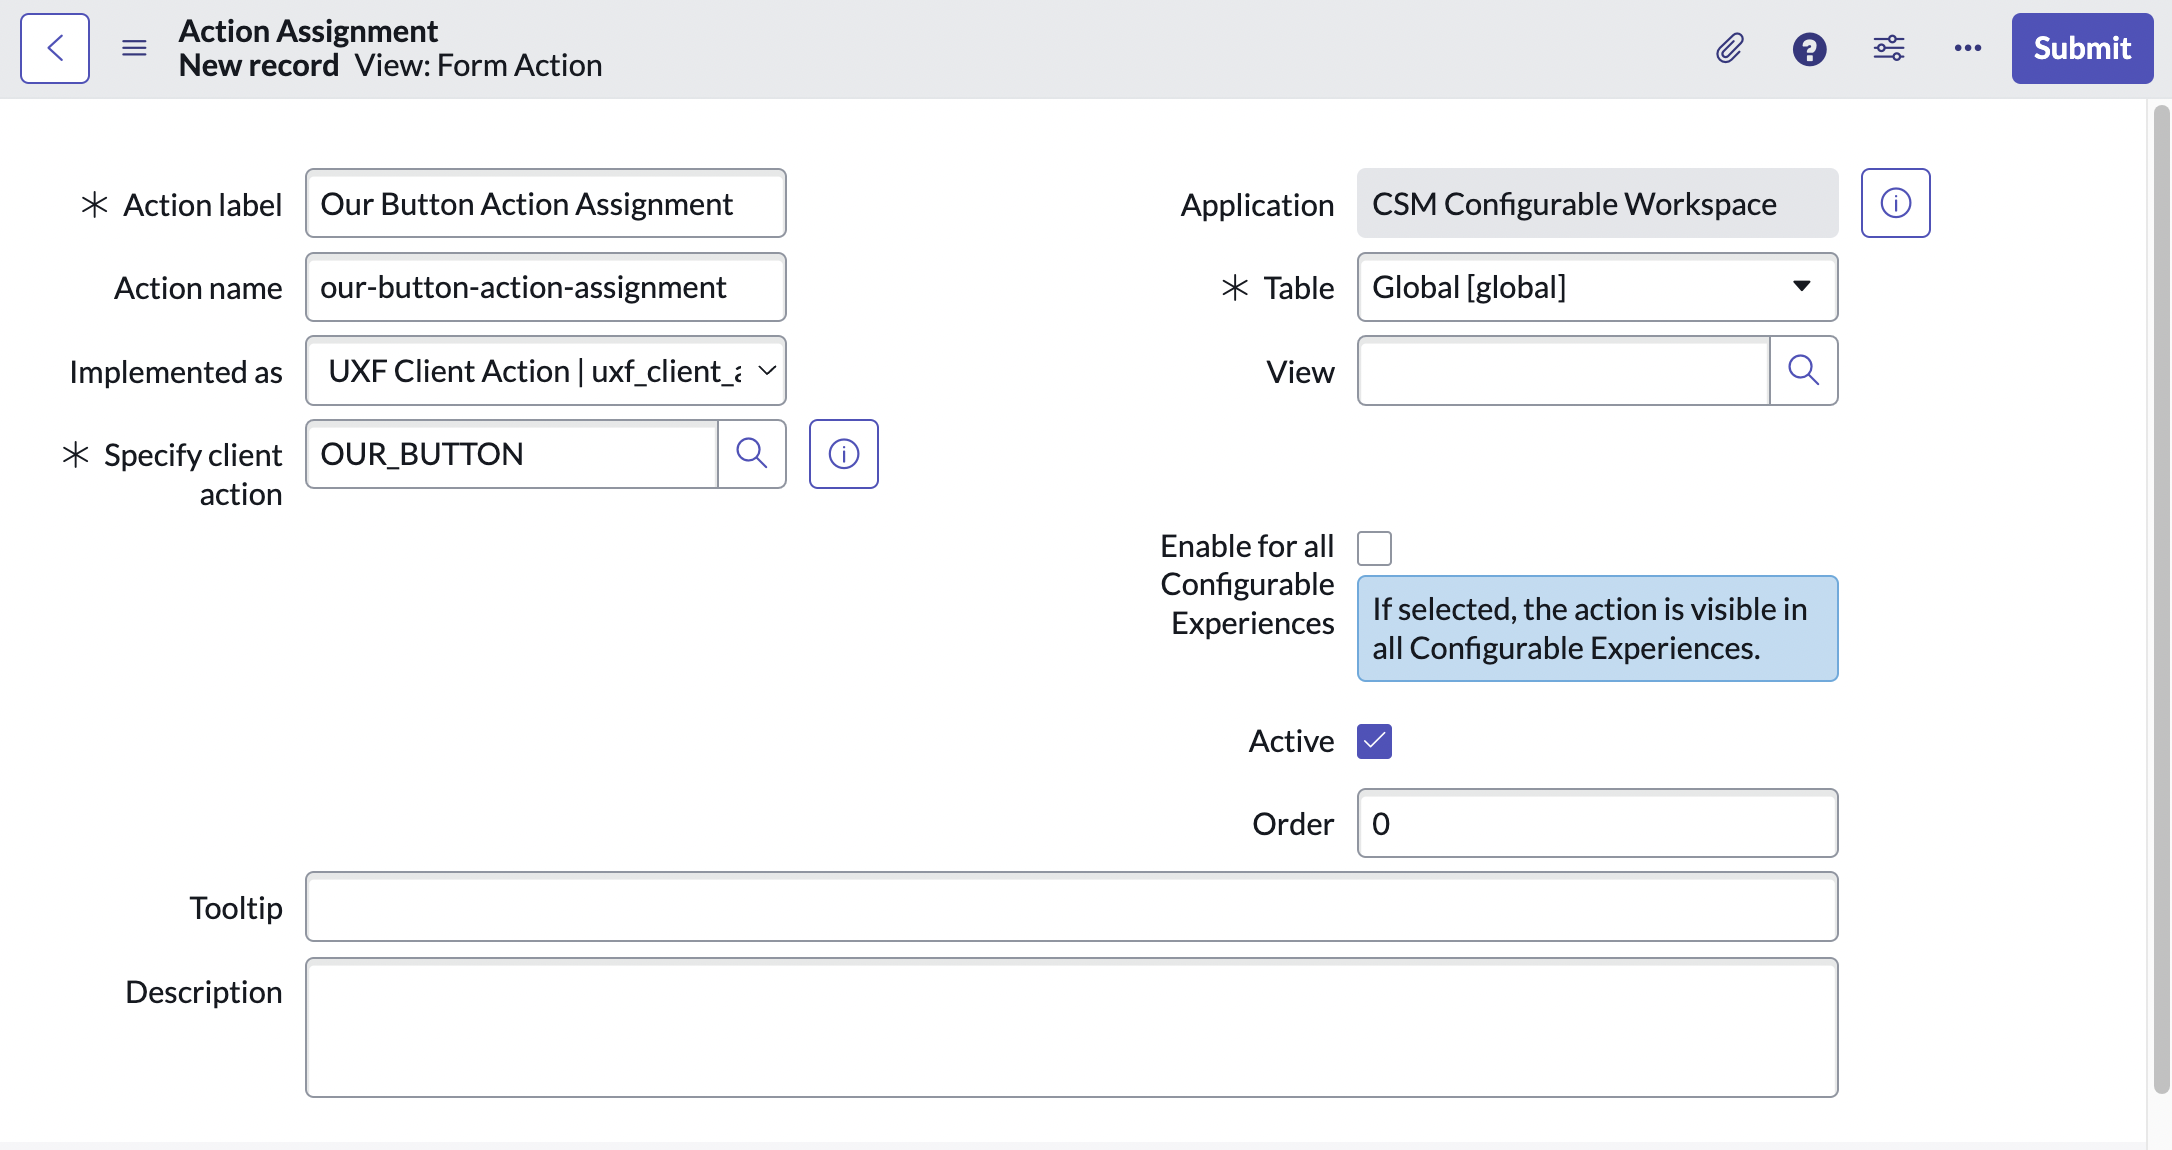 Action Assignment
New record View: Form Action
Submit
Action label
Our Button Action Assignment
Application
CSM Configurable Workspace
Action name
our-button-action-assignment
Table
Global [global]
Implemented as
UXF Client Action | uxf_client_
View
Specify client
action
OUR_BUTTON
Enable for all
Configurable
Experiences
If selected, the action is visible in
all Configurable Experiences.
Active
Order
0
Tooltip
Description